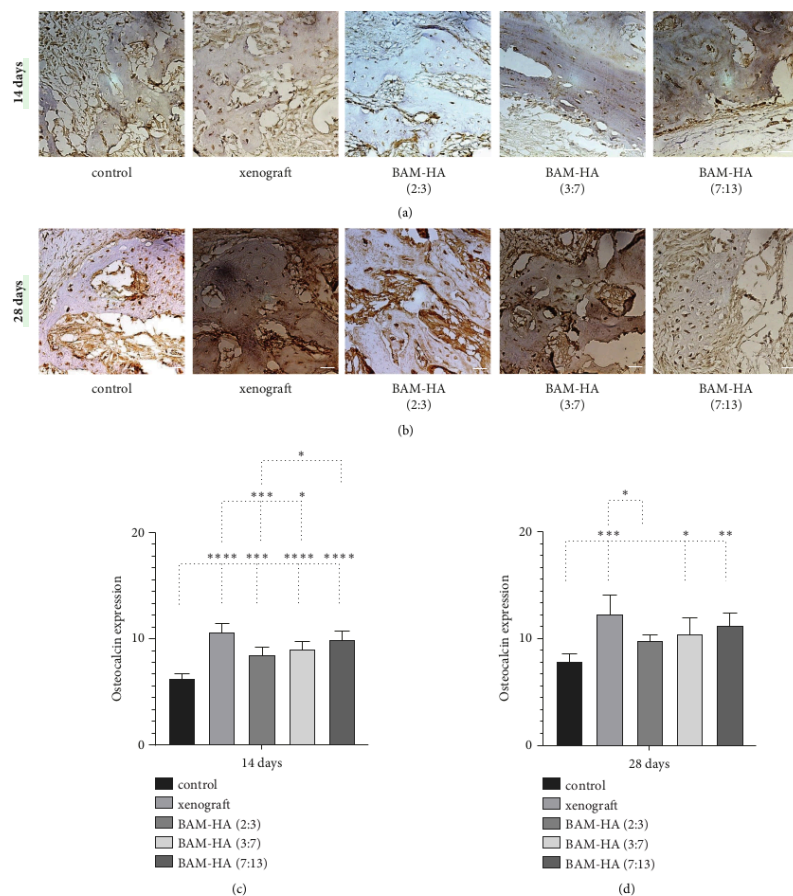 14 days
control
xenograft
BAM-HA
(2:3)
BAM-HA
(3:7)
BAM-HA
(7:13)
(a)
28 days
control
xenograft
BAM-HA
(2:3)
BAM-HA
(3:7)
BAM-HA
(7:13)
(b)
*
*** *
**** *** **** ****
20
10
0
Osteocalcin expression
14 days
control
xenograft
BAM-HA (2:3)
BAM-HA (3:7)
BAM-HA (7:13)
(c)
*
*** * **
20
10
0
Osteocalcin expression
28 days
control
xenograft
BAM-HA (2:3)
BAM-HA (3:7)
BAM-HA (7:13)
(d)